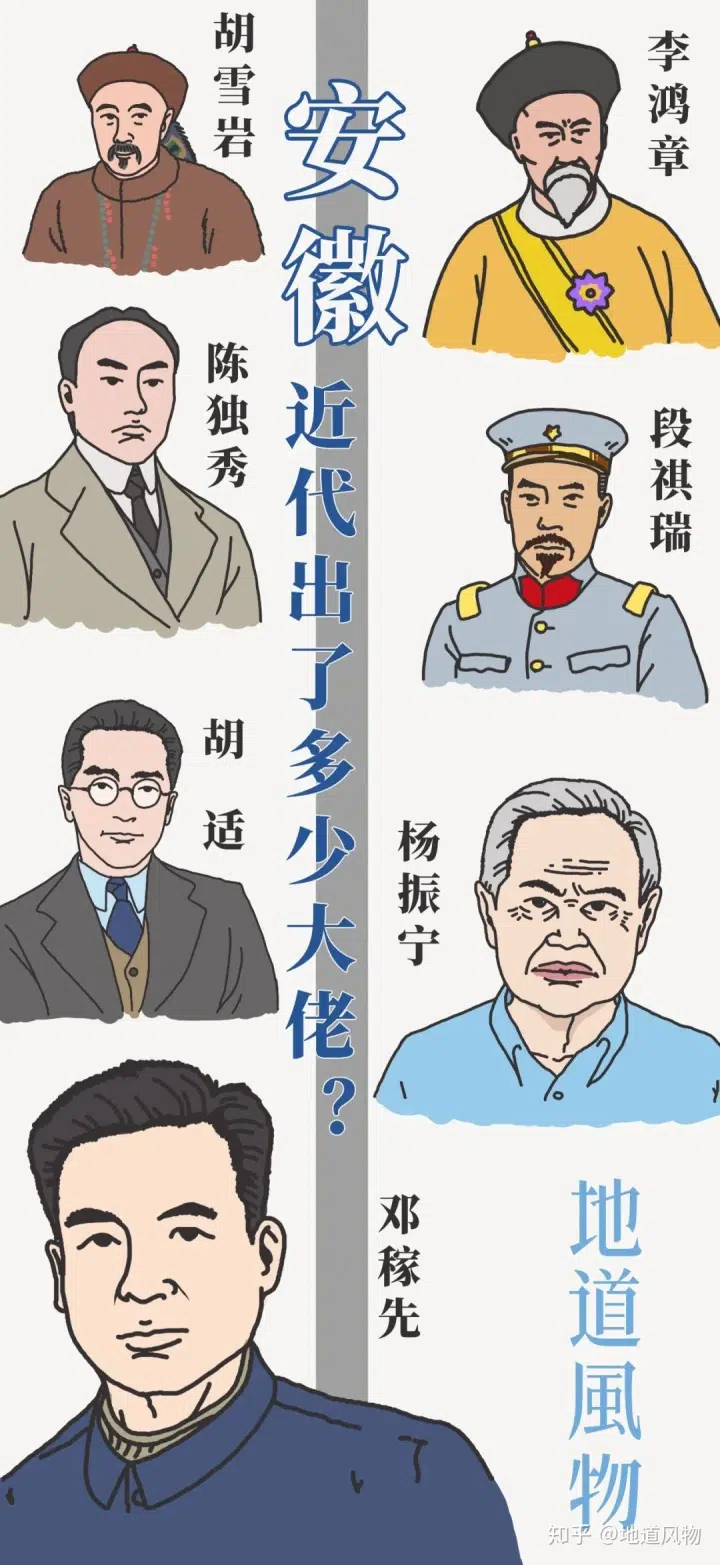 胡雪岩
李鸿章
安徽
近代出了多少大佬？
陈独秀
段祺瑞
胡适
杨振宁
邓稼先
地道風物
知乎 @地道风物